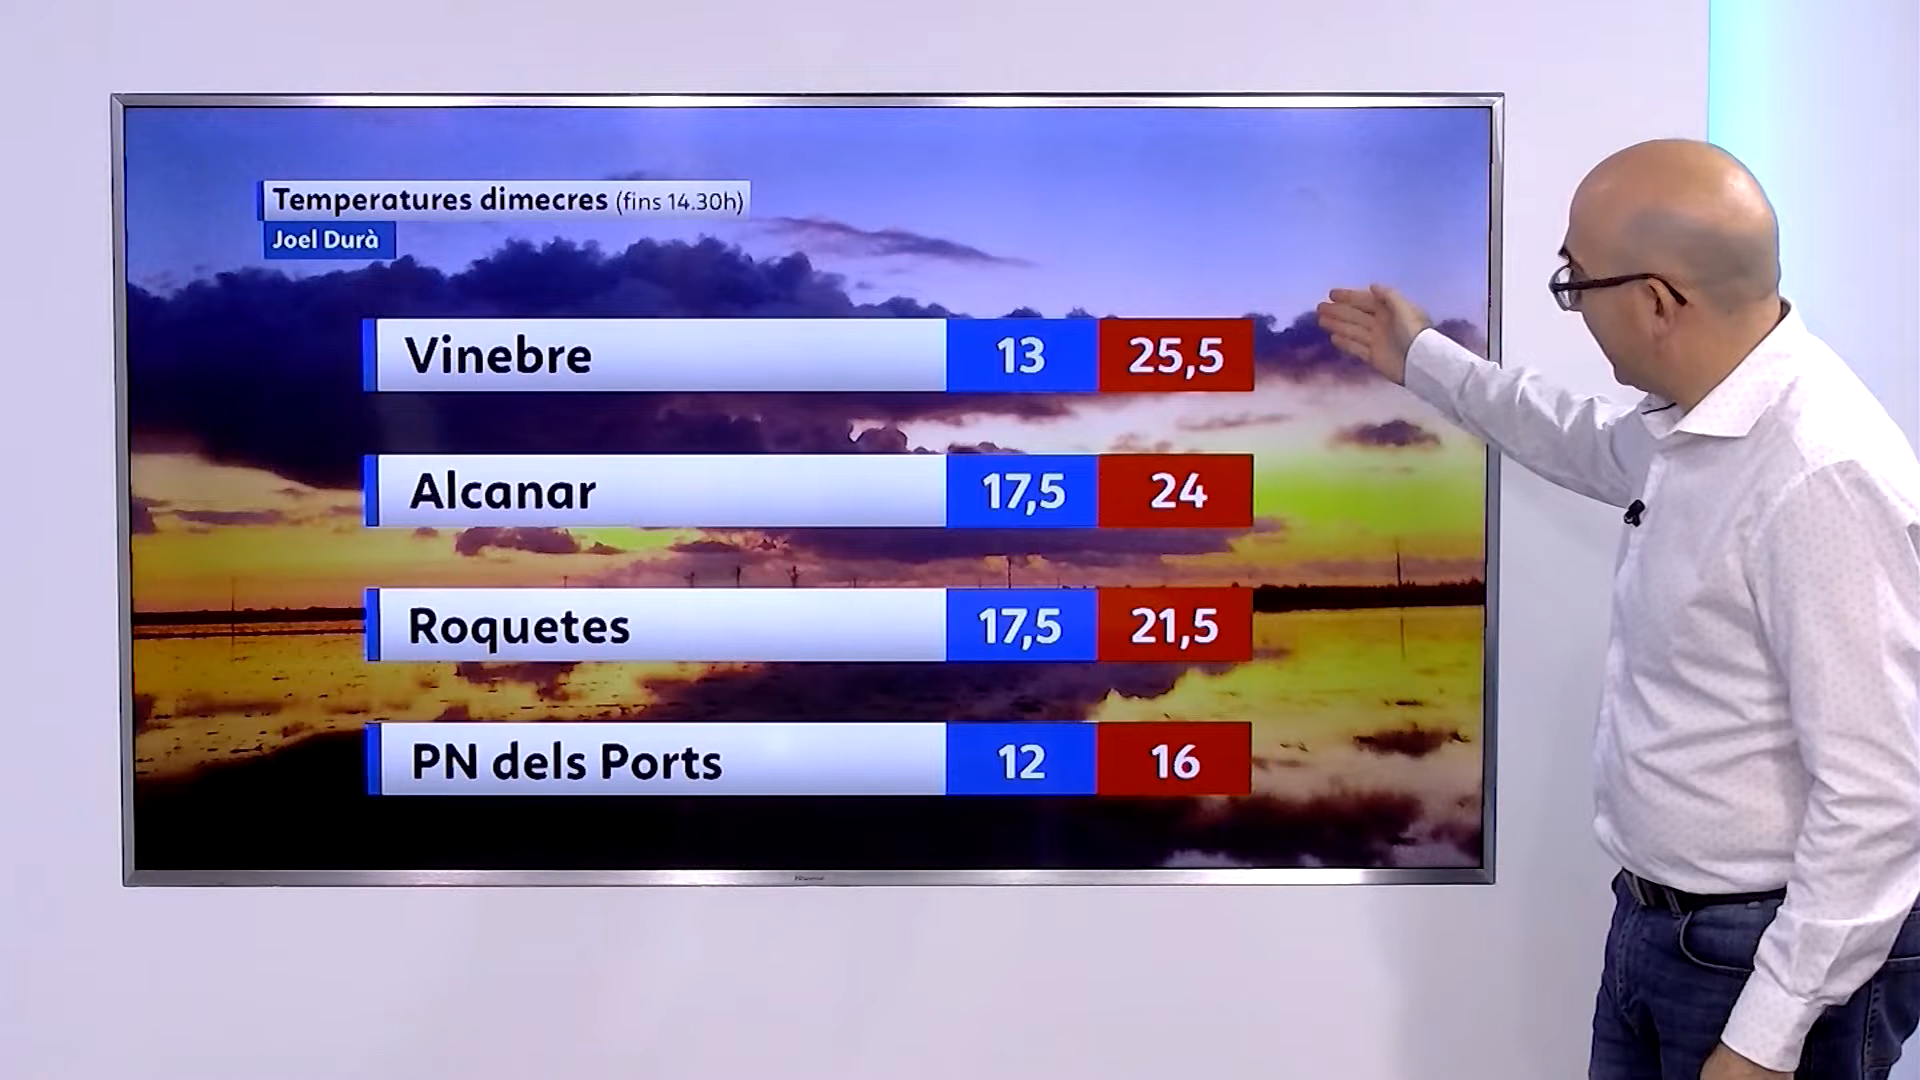 Temperatures dimecres (fins 14.30h)
Joel Durà
Vinebre 13 25,5
Alcanar 17,5 24
Roquetes 17,5 21,5
PN dels Ports 12 16